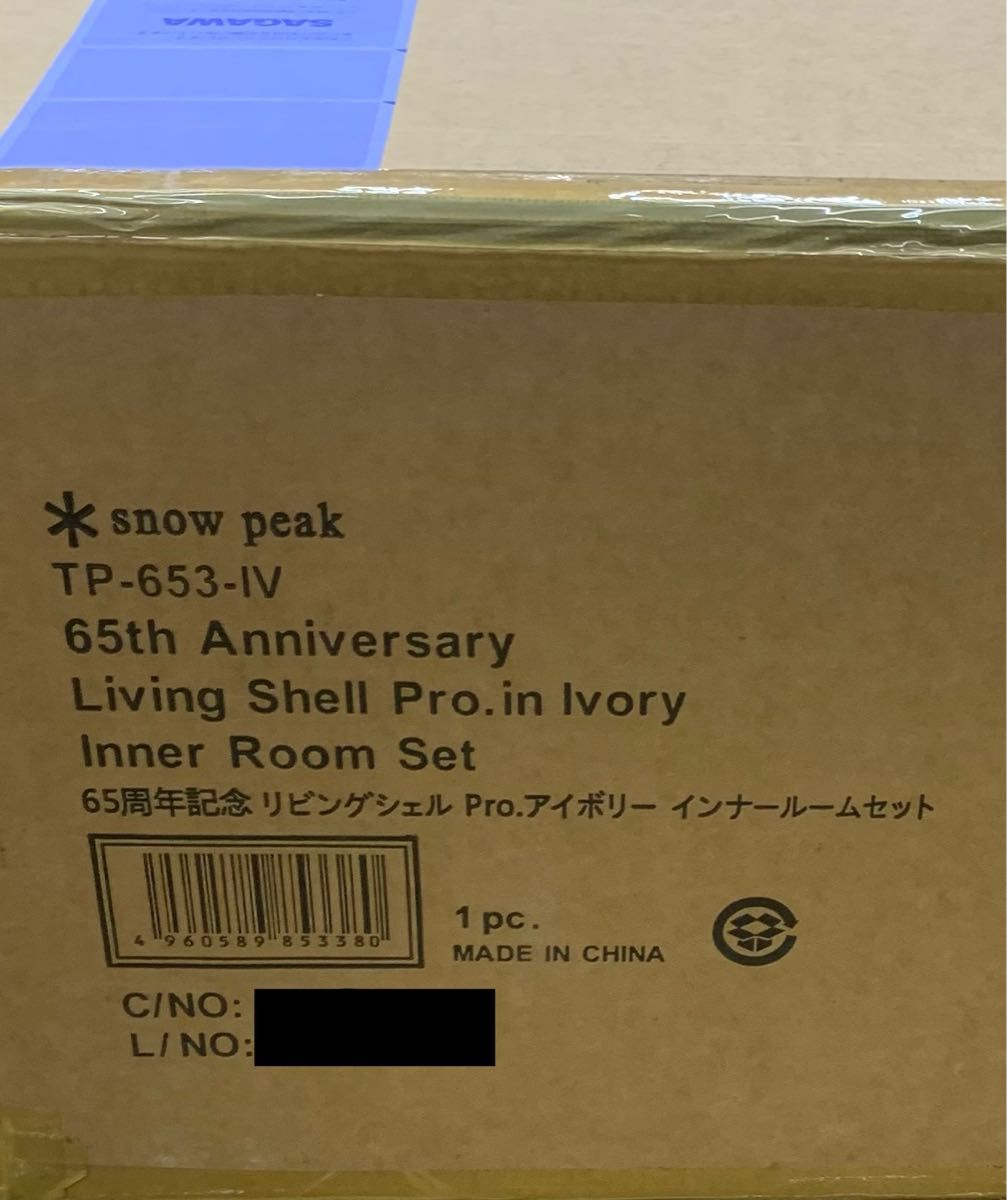 SAGAWA
snow peak
TP-653-IV
65th Anniversary
Living Shell Pro.in Ivory
Inner Room Set
65周年記念 リビングシェル Pro.アイボリー インナールームセット
4 960589 853380
1 pc.
MADE IN CHINA
C/NO:
L/NO: